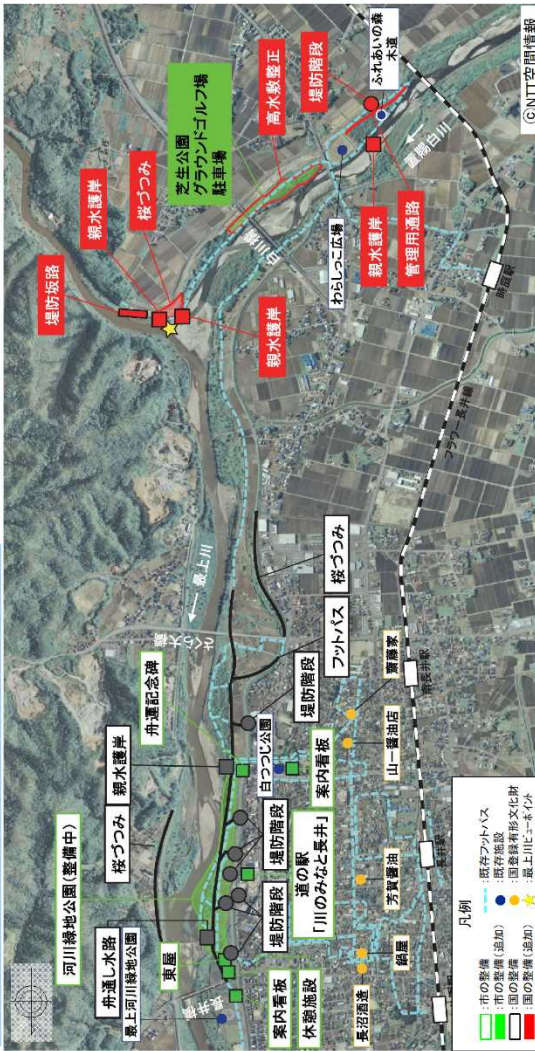 河川緑地公園(整備中)
桜づつみ
親水護岸
舟運記念碑
舟通し水路
最上河川緑地公園
東屋
長井橋
さくら大橋
最上川
堤防坂路
親水護岸
桜づつみ
親水護岸
芝生公園
グラウンドゴルフ場
駐車場
高水敷整正
堤防階段
白川橋
ふれあいの森
木道
置賜白川
わらしっこ広場
親水護岸
管理用通路
案内看板
休憩施設
堤防階段
堤防階段
道の駅
「川のみなと長井」
白つつじ公園
案内看板
堤防階段
フットパス
桜づつみ
長沼酒造
鍋屋
芳賀醤油
山一醤油店
齋藤家
長井駅
南長井駅
フラワー長井線
時庭駅
凡例
:市の整備
:市の整備(追加)
:国の整備
:国の整備(追加)
:既存フットパス
:既存施設
:国登録有形文化財
:最上川ビューポイント
(C)NTT空間情報